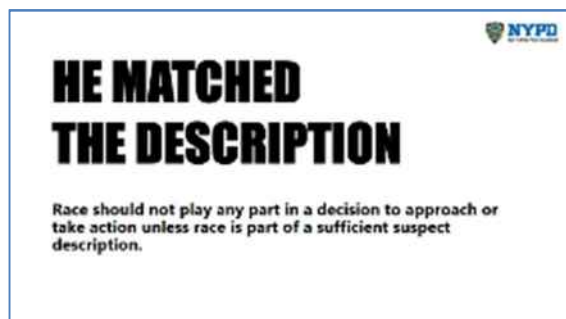 NYPD
HE MATCHED
THE DESCRIPTION
Race should not play any part in a decision to approach or
take action unless race is part of a sufficient suspect
description.